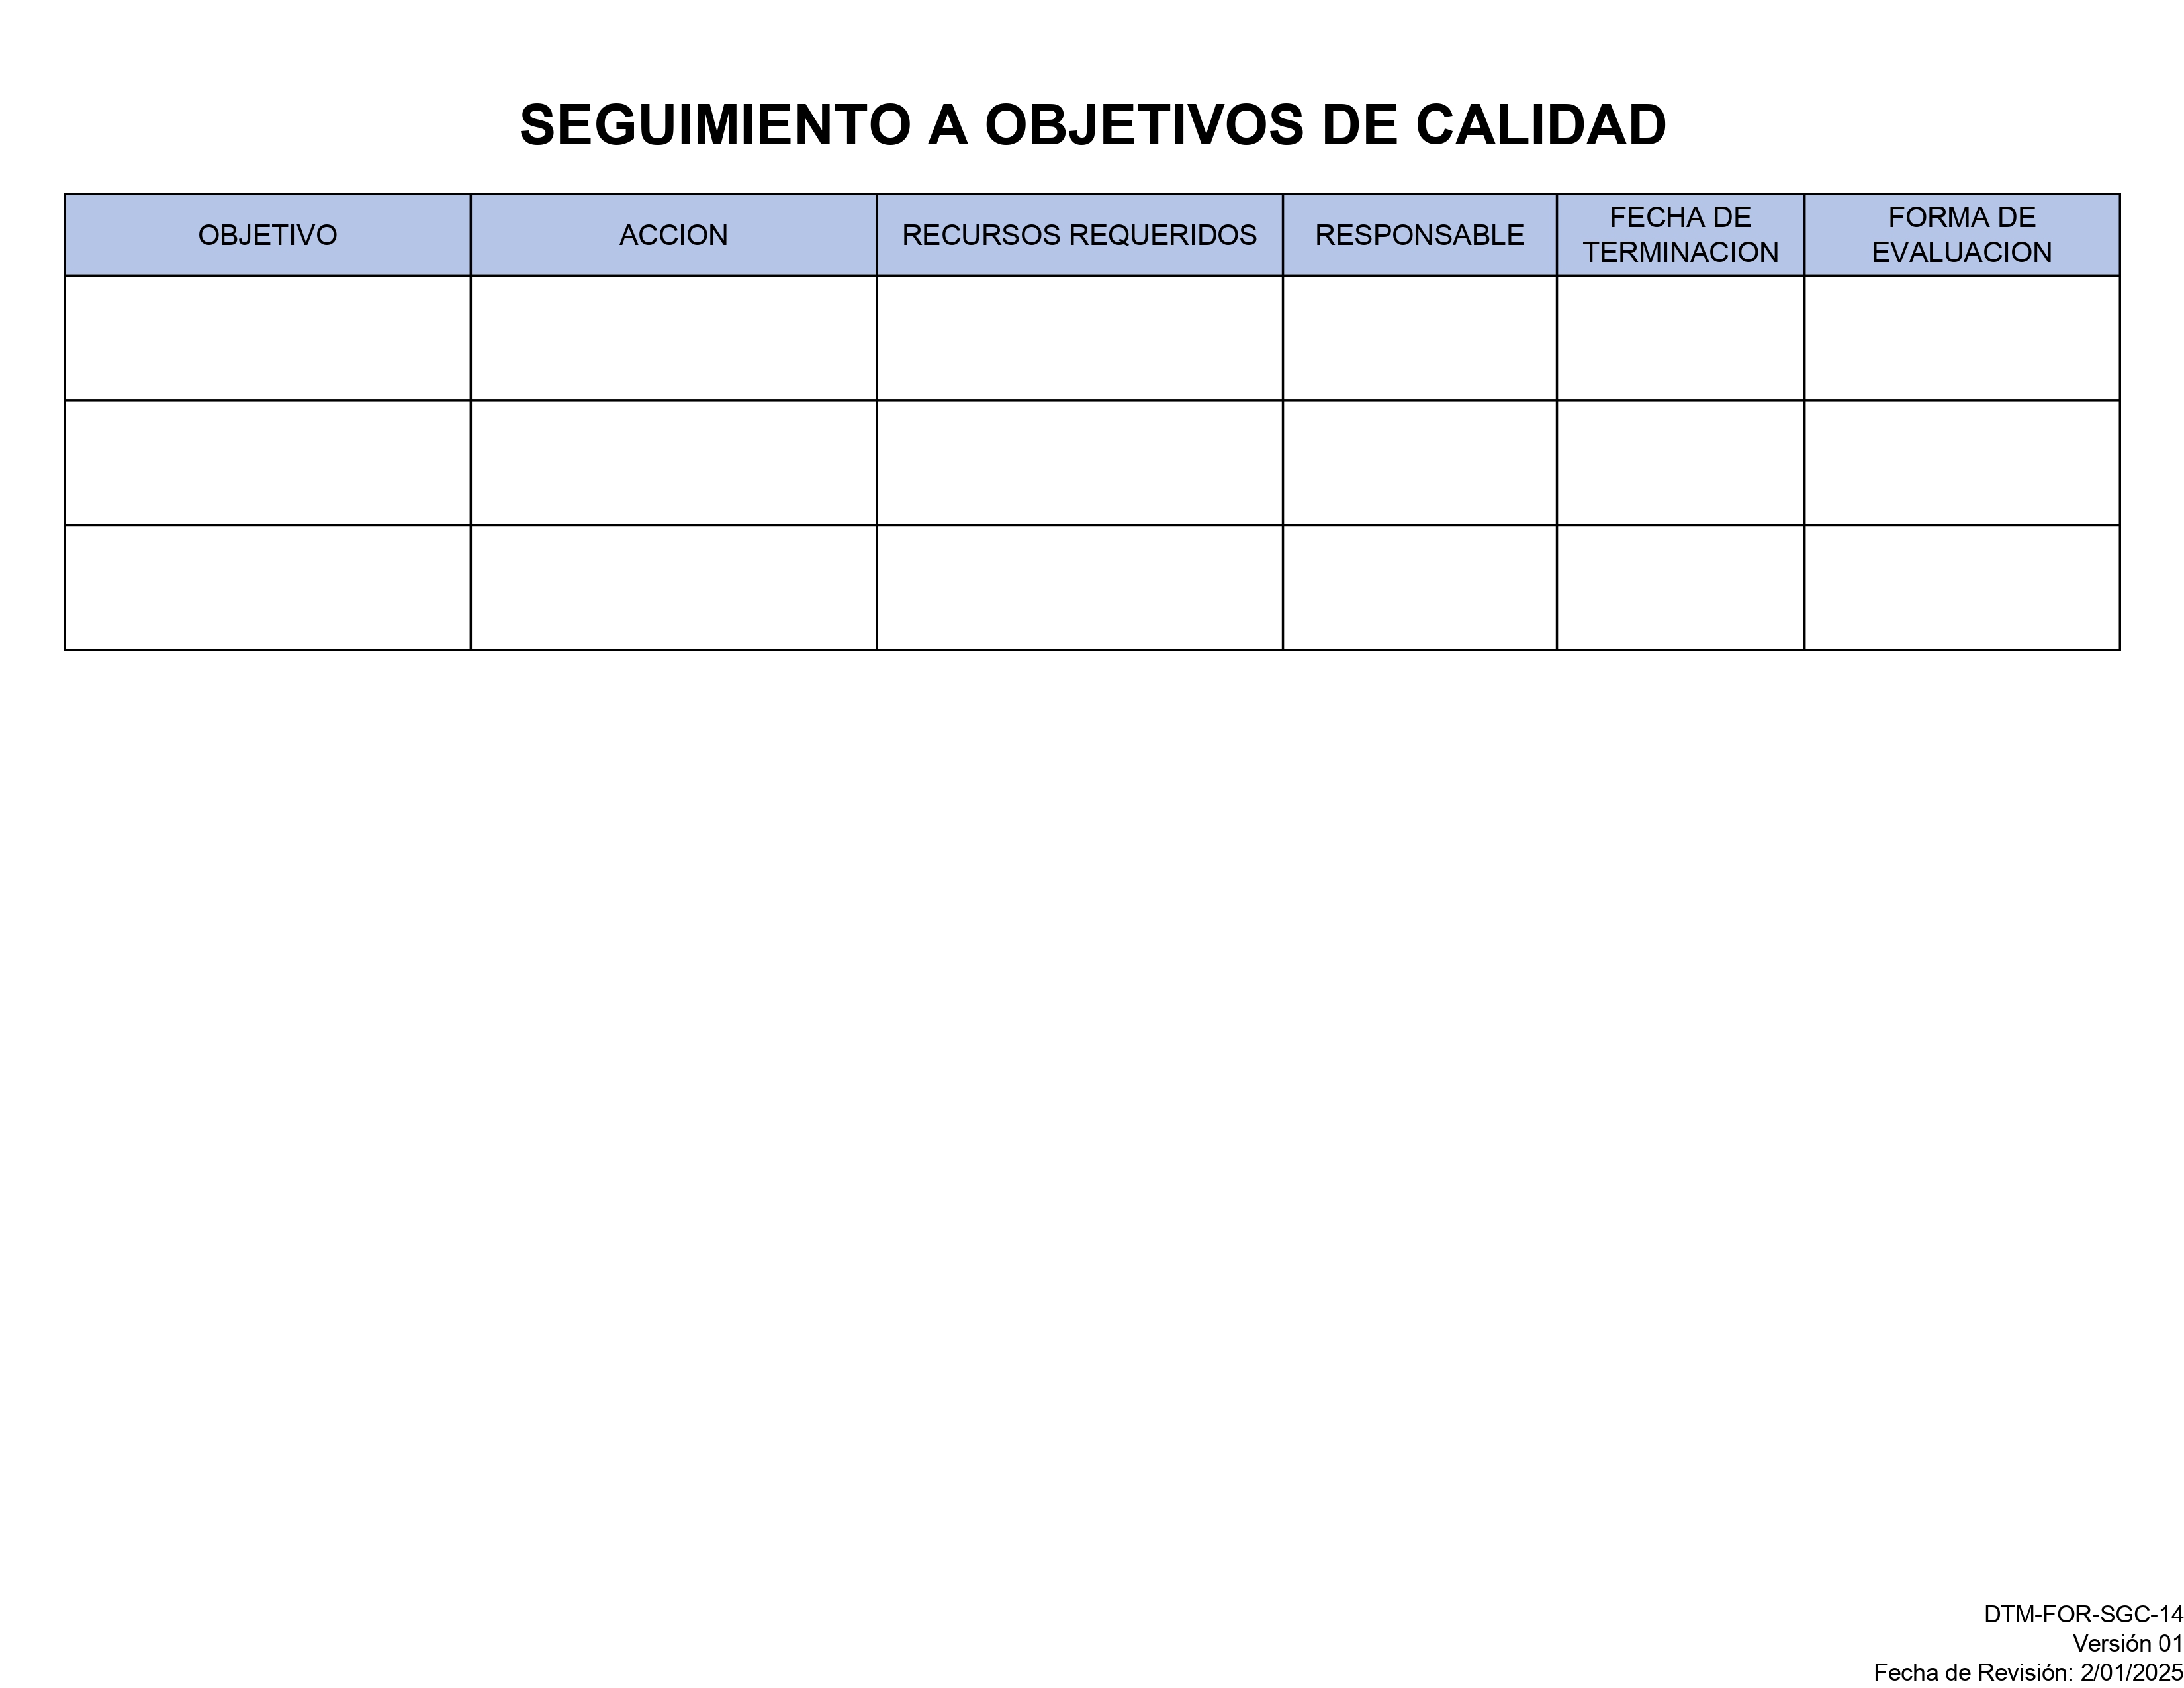 SEGUIMIENTO A OBJETIVOS DE CALIDAD
OBJETIVO
ACCION
RECURSOS REQUERIDOS
RESPONSABLE
FECHA DE
TERMINACION
FORMA DE
EVALUACION
DTM-FOR-SGC-14
Versión 01
Fecha de Revisión: 2/01/2025